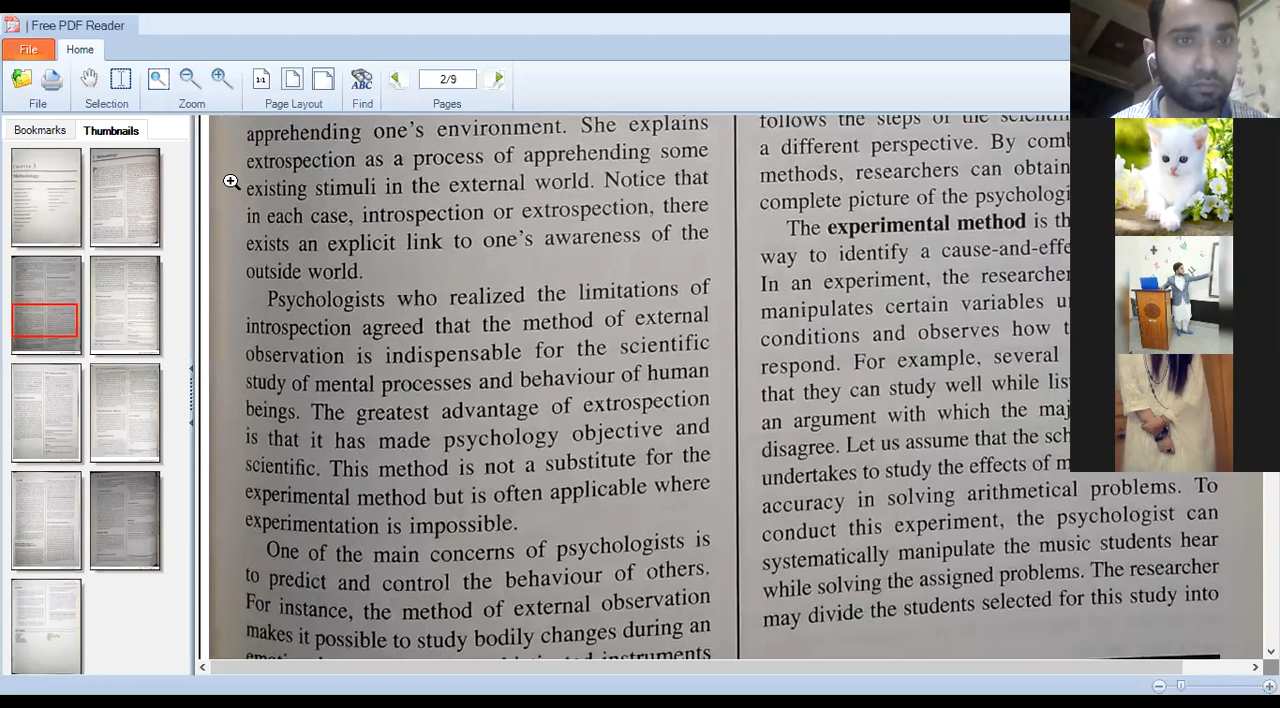 | Free PDF Reader
File
Home
1:1
ABC
2/9
File
Selection
Zoom
Page Layout
Find
Pages
Bookmarks
Thumbnails
apprehending one's environment. She explains
extrospection as a process of apprehending some
existing stimuli in the external world. Notice that
in each case, introspection or extrospection, there
exists an explicit link to one's awareness of the
outside world.
Psychologists who realized the limitations of
introspection agreed that the method of external
observation is indispensable for the scientific
study of mental processes and behaviour of human
beings. The greatest advantage of extrospection
is that it has made psychology objective and
scientific. This method is not a substitute for the
experimental method but is often applicable where
experimentation is impossible.
One of the main concerns of psychologists is
to predict and control the behaviour of others.
For instance, the method of external observation
makes it possible to study bodily changes during an
instruments
follows the steps of the
a different perspective. By
methods, researchers can obtain
complete picture of the
The experimental method is
way to identify a
In an experiment, the researcher
manipulates certain variables
conditions and observes how
respond. For example, several
that they can study well while
an argument with which the
disagree. Let us assume that the
undertakes to study the effects of
accuracy in solving arithmetical problems. To
conduct this experiment, the psychologist can
systematically manipulate the music students hear
while solving the assigned problems. The researcher
may divide the students selected for this study into